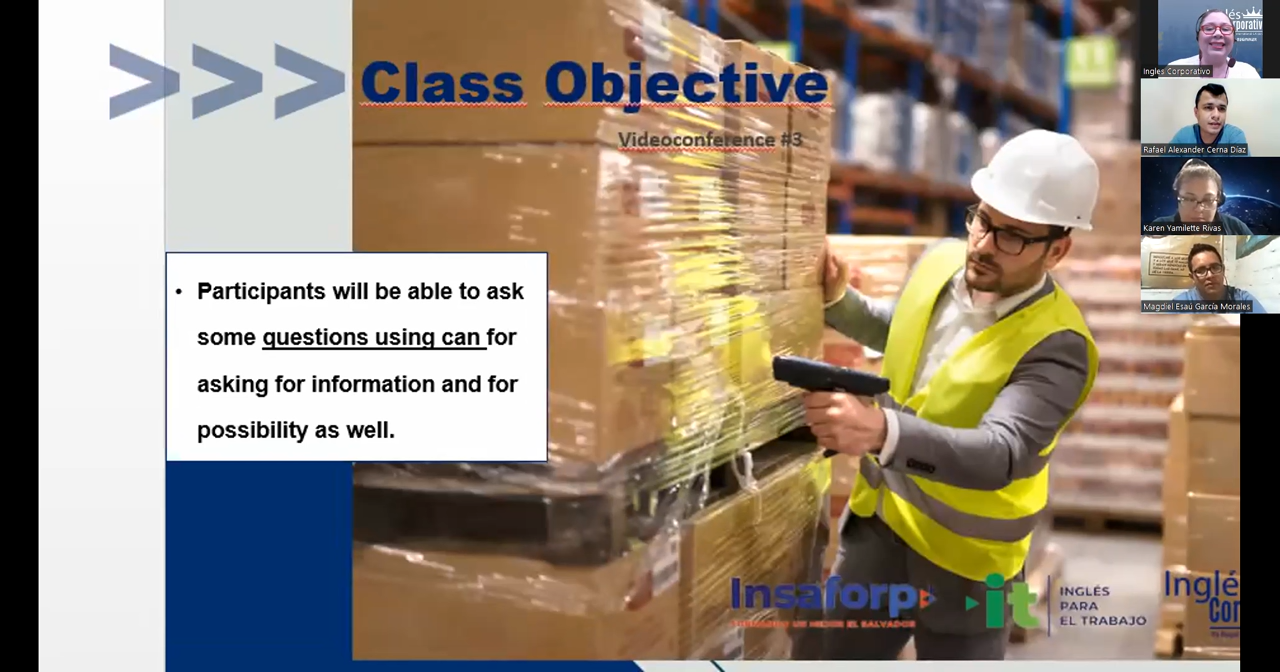 >>> Class Objective
Videoconference #3
• Participants will be able to ask
some questions using can for
asking for information and for
possibility as well.
Insaforp
it
INGLÉS
PARA
EL TRABAJO
Inglé
Cor
Ingles Corporativo
Rafael Alexander Cerna Díaz
Karen Yamilette Rivas
Magdiel Esaú García Morales